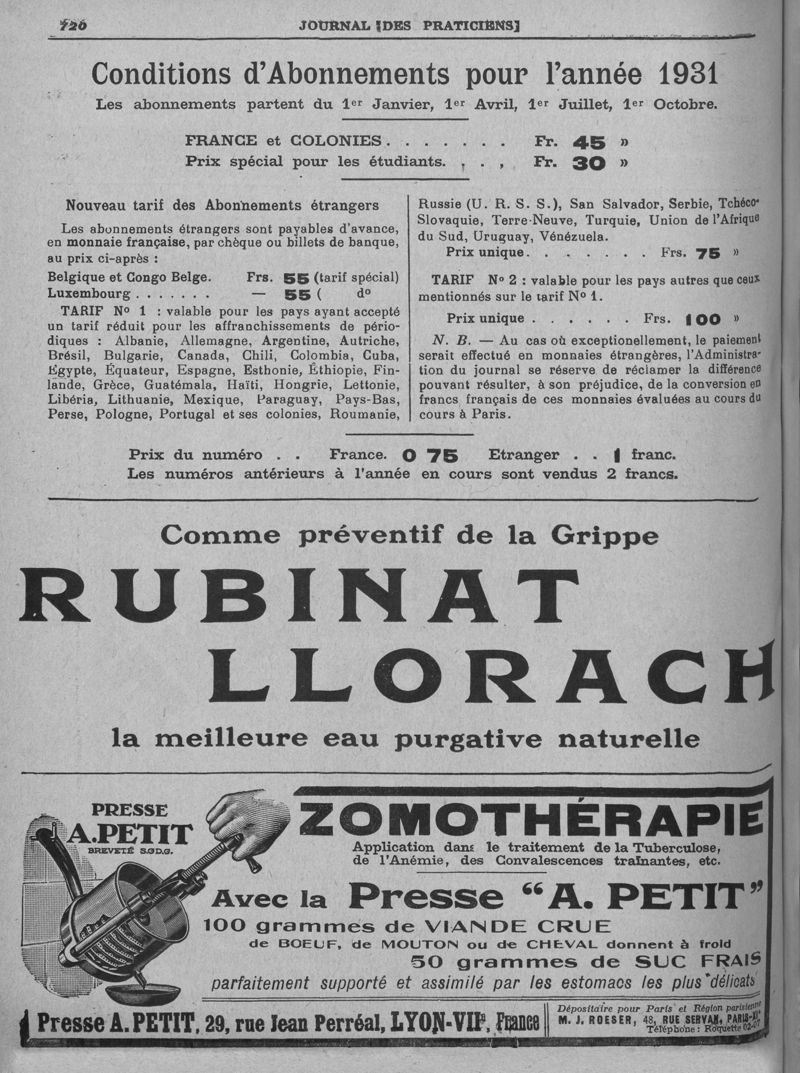 720 JOURNAL [DES PRATICIENS]
Conditions d'Abonnements pour l'année 1931
Les abonnements partent du 1er Janvier, 1er Avril, 1er Juillet, 1er Octobre.
FRANCE et COLONIES . . . . . . . Fr. 45 »
Prix spécial pour les étudiants. . . , Fr. 30 »
Nouveau tarif des Abonnements étrangers
Les abonnements étrangers sont payables d'avance,
en monnaie française, par chèque ou billets de banque,
au prix ci-après :
Belgique et Congo Belge. Frs. 55 (tarif spécial)
Luxembourg . . . . . . . — 55 ( do
TARIF No 1 : valable pour les pays ayant accepté
un tarif réduit pour les affranchissements de pério-
diques : Albanie, Allemagne, Argentine, Autriche,
Brésil, Bulgarie, Canada, Chili, Colombia, Cuba,
Egypte, Équateur, Espagne, Esthonie, Éthiopie, Fin-
lande, Grèce, Guatémala, Haïti, Hongrie, Lettonie,
Libéria, Lithuanie, Mexique, Paraguay, Pays-Bas,
Perse, Pologne, Portugal et ses colonies, Roumanie,
Russie (U. R. S. S.), San Salvador, Serbie, Tchéco-
Slovaquie, Terre-Neuve, Turquie, Union de l'Afrique
du Sud, Uruguay, Vénézuela.
Prix unique. . . . . . . . Frs. 75 »
TARIF No 2 : valable pour les pays autres que ceux
mentionnés sur le tarif No 1.
Prix unique . . . . . . Frs. 100 »
N. B. — Au cas où exceptionellement, le paiement
serait effectué en monnaies étrangères, l'Administra-
tion du journal se réserve de réclamer la différence
pouvant résulter, à son préjudice, de la conversion en
francs français de ces monnaies évaluées au cours du
cours à Paris.
Prix du numéro . . France. 0 75 Etranger . . 1 franc.
Les numéros antérieurs à l'année en cours sont vendus 2 francs.
Comme préventif de la Grippe
RUBINAT
LLORACH
la meilleure eau purgative naturelle
PRESSE
A. PETIT
BREVETÉ S.G.D.G.
ZOMOTHÉRAPIE
Application dans le traitement de la Tuberculose,
de l'Anémie, des Convalescences traînantes, etc.
Avec la Presse “A. PETIT”
100 grammes de VIANDE CRUE
de BOEUF, de MOUTON ou de CHEVAL donnent à froid
50 grammes de SUC FRAIS
parfaitement supporté et assimilé par les estomacs les plus délicats
Presse A. PETIT, 29, rue Jean Perréal, LYON-VIIe, France
Dépositaire pour Paris et Région parisienne
M. J. ROESER, 48, RUE SERVAN, PARIS-XIe
Téléphone : Roquette